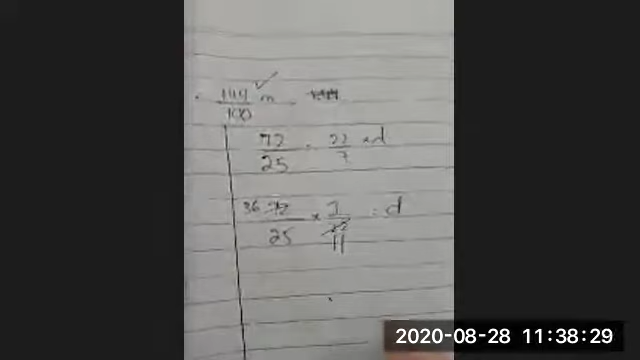 144/100 m =
72/25 = 22/7 × d
36 72/25 × 7/22 11 = d
2020-08-28 11:38:29